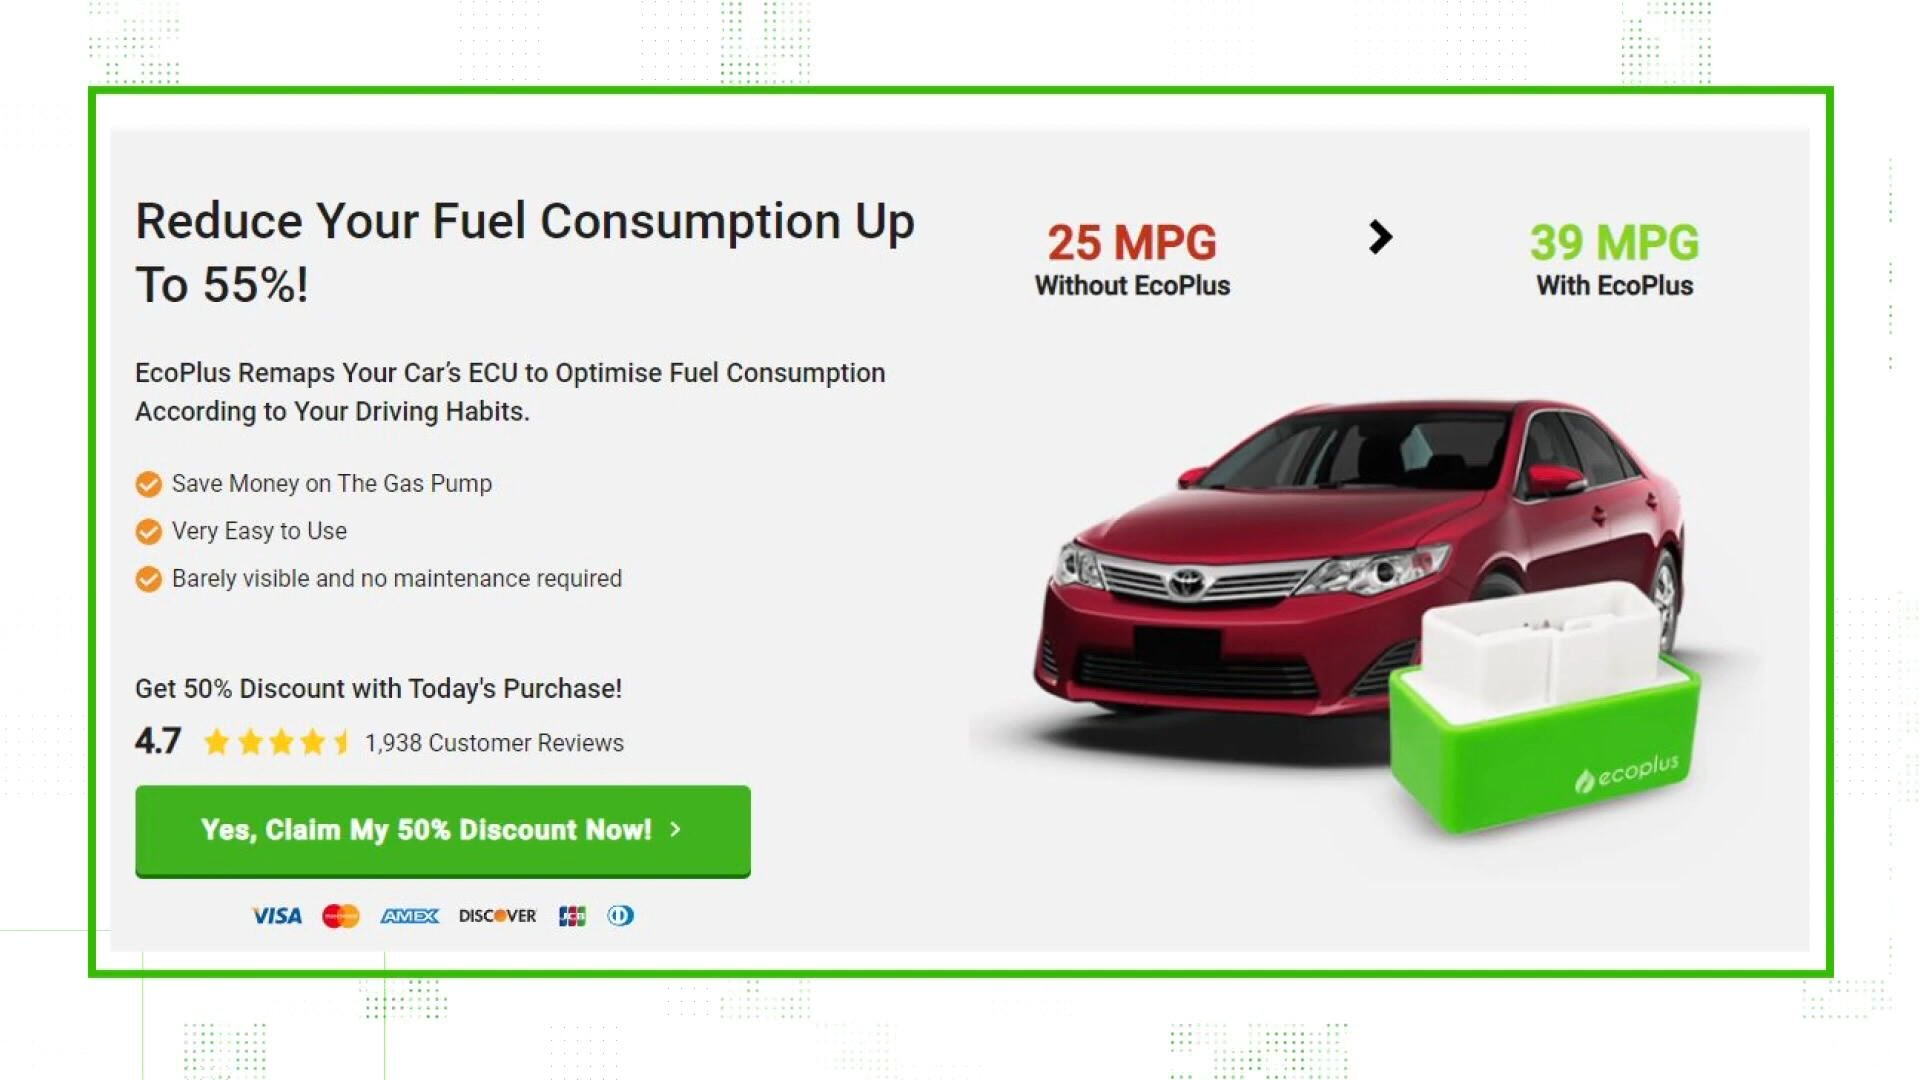 Reduce Your Fuel Consumption Up
To 55%!
25 MPG
Without EcoPlus
39 MPG
With EcoPlus
EcoPlus Remaps Your Car's ECU to Optimise Fuel Consumption
According to Your Driving Habits.
Save Money on The Gas Pump
Very Easy to Use
Barely visible and no maintenance required
Get 50% Discount with Today's Purchase!
4.7
1,938 Customer Reviews
Yes, Claim My 50% Discount Now!
VISA
mastercard
AMEX
DISCOVER
JCB
ecoplus